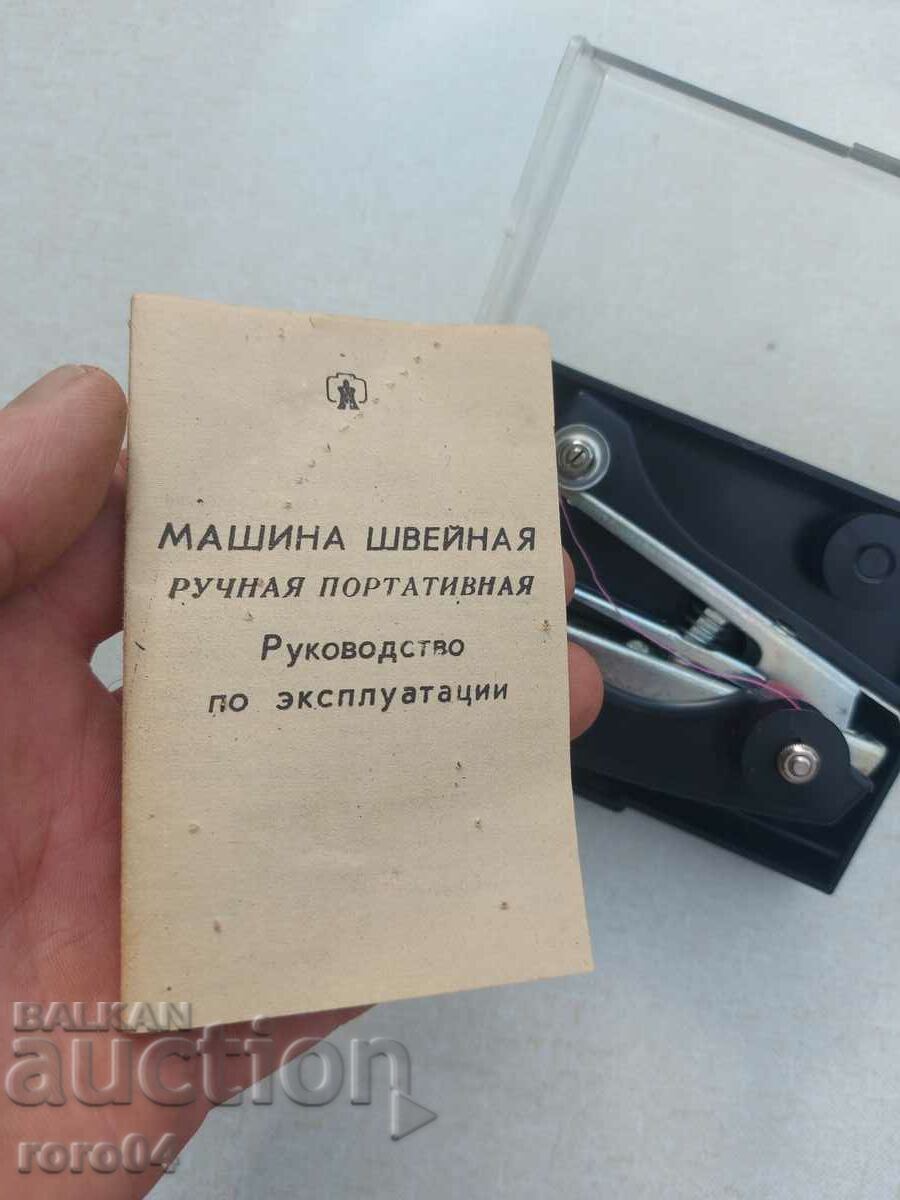 МАШИНА ШВЕЙНАЯ
РУЧНАЯ ПОРТАТИВНАЯ
Руководство
по эксплуатации
BALKAN
auction
roro04